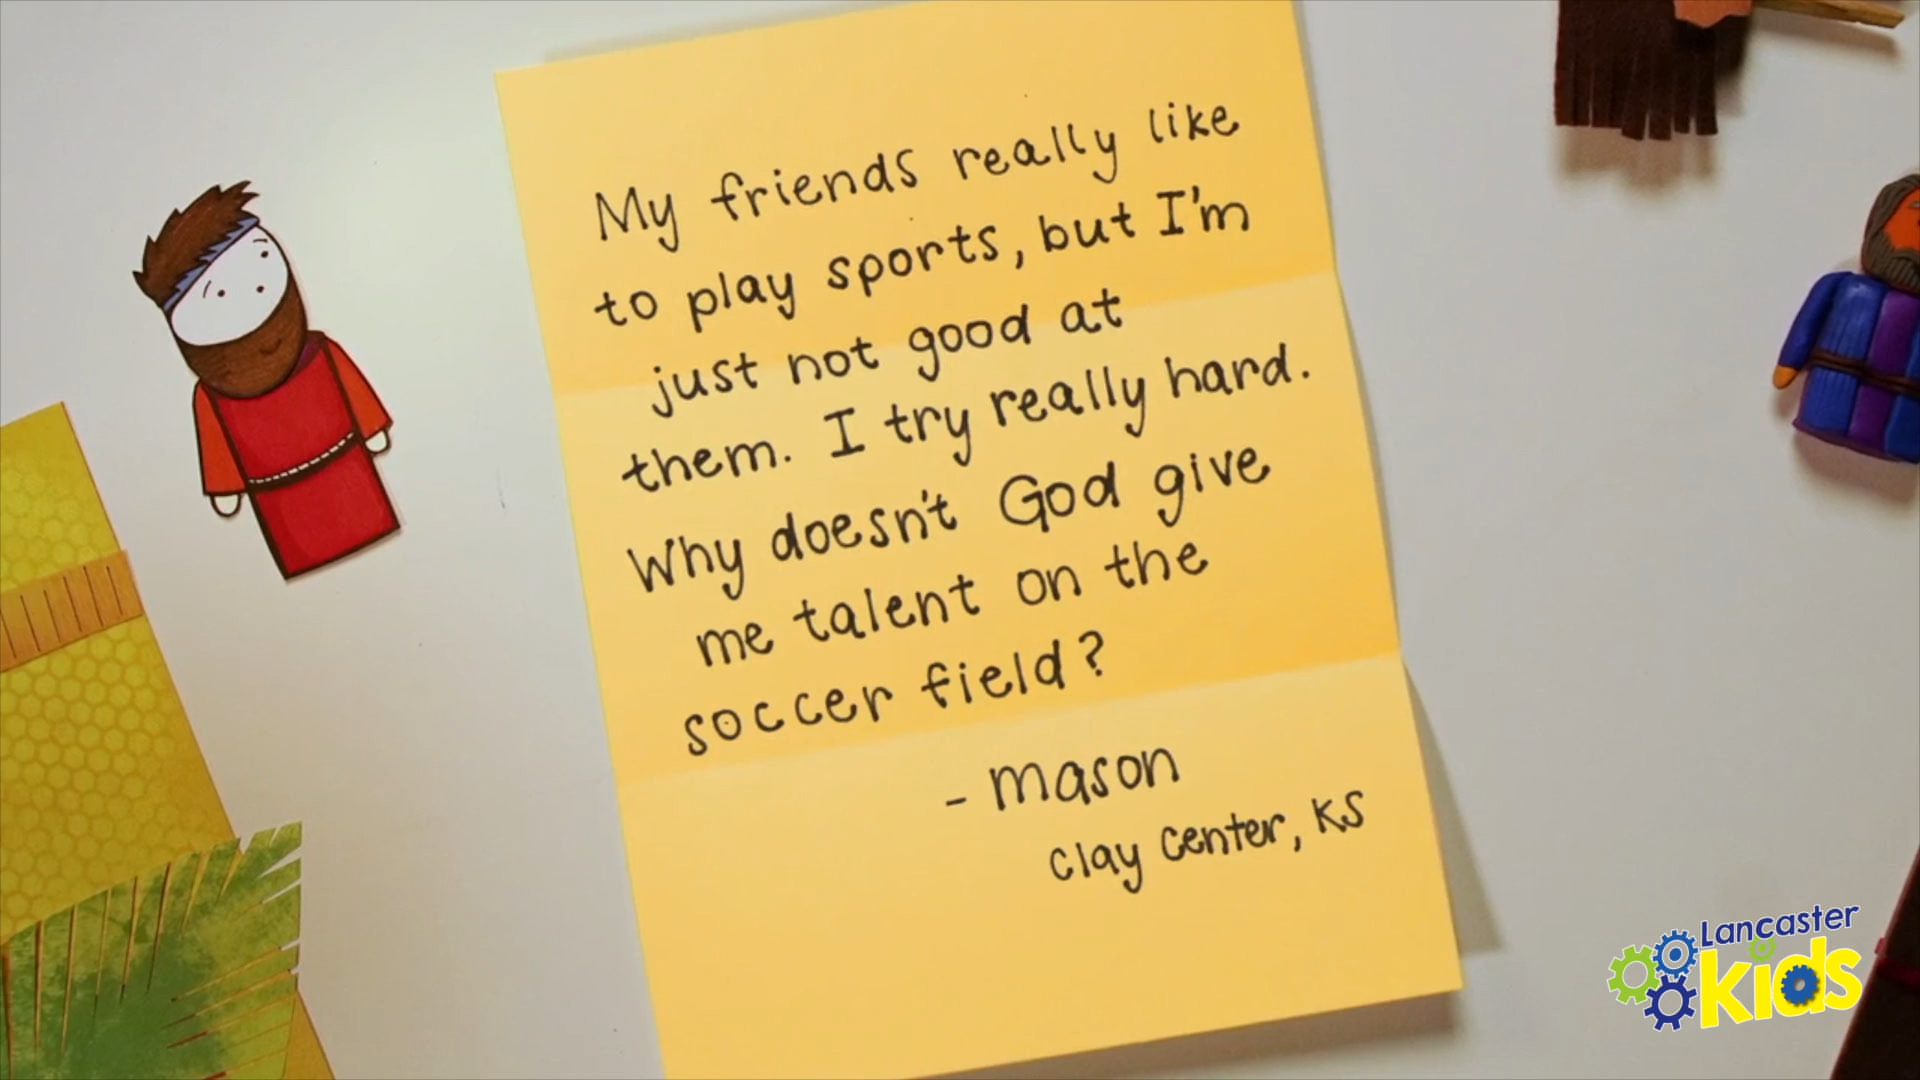 My friends really like
to play sports, but I'm
just not good at
them. I try really hard.
Why doesn't God give
me talent on the
soccer field?
- mason
clay center, KS
Lancaster
kids